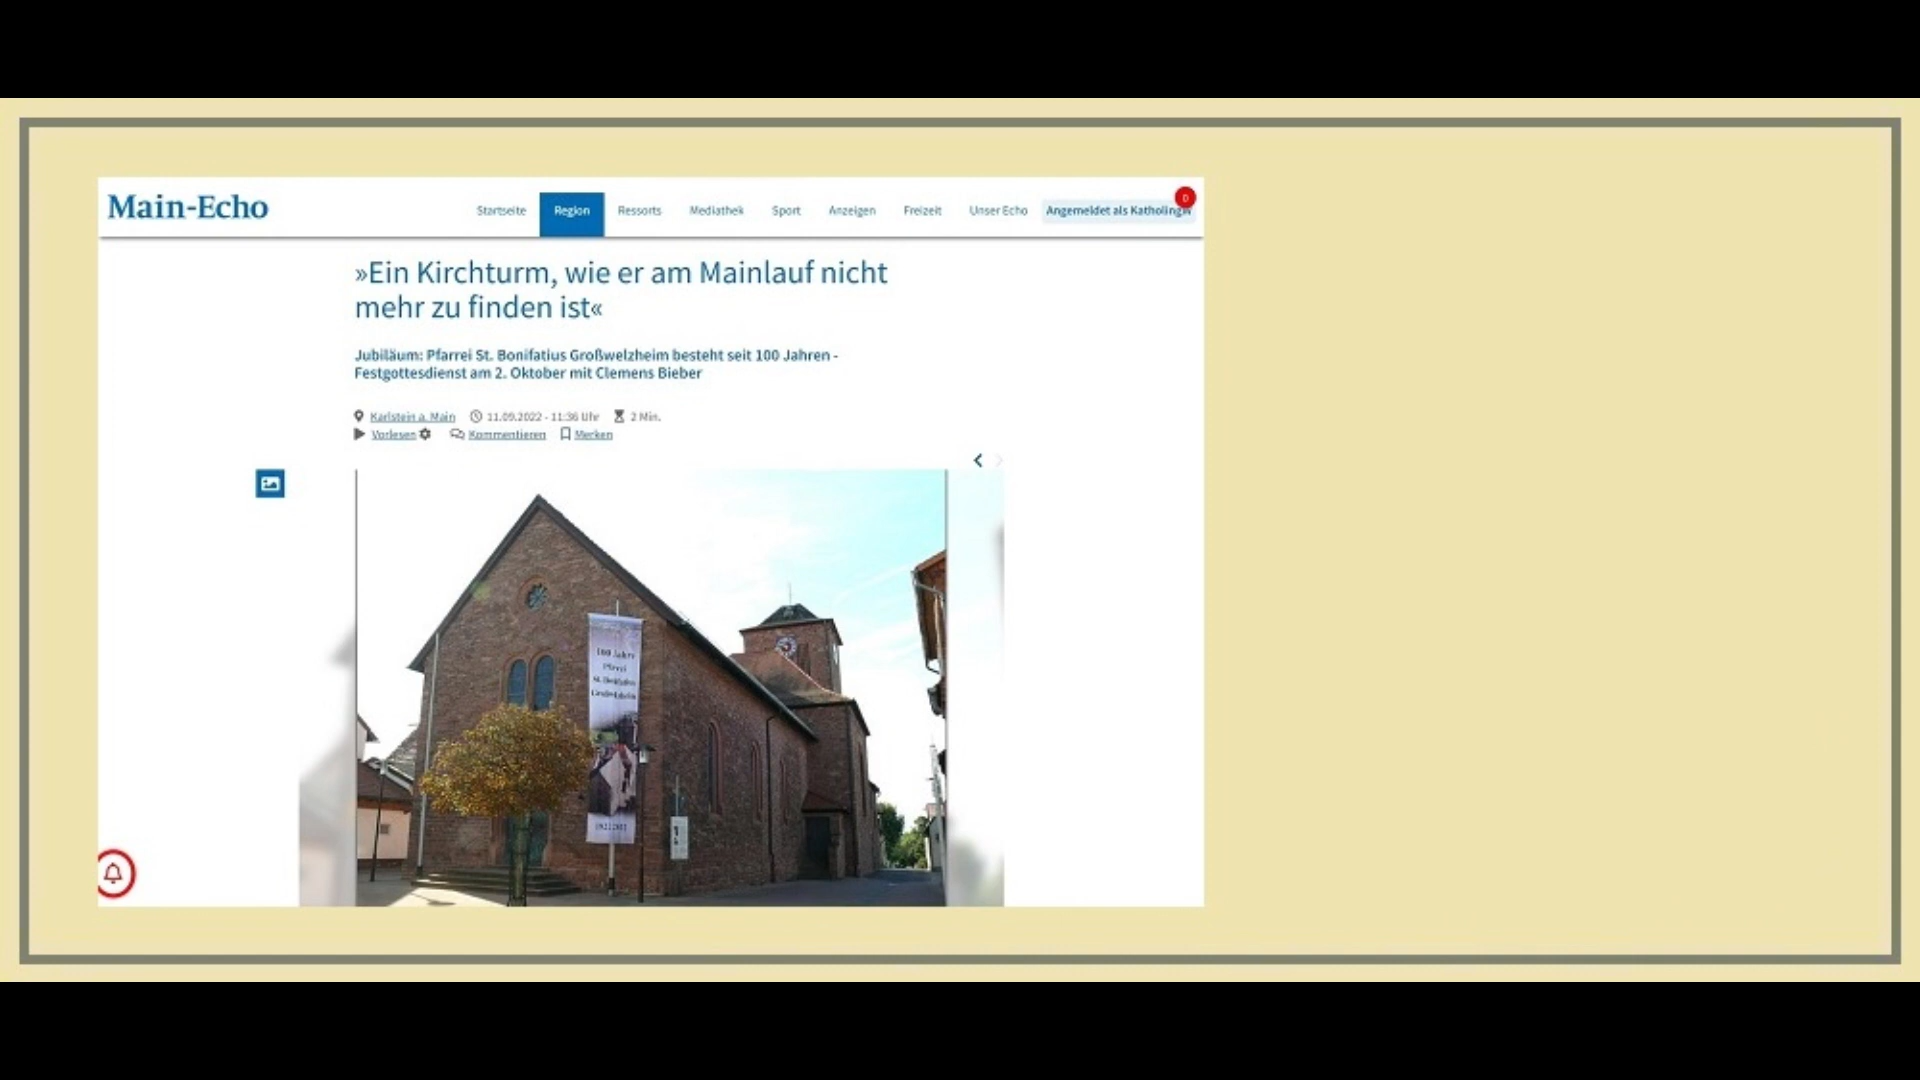 Main-Echo
Startseite Region Ressorts Mediathek Sport Anzeigen Freizeit Unser Echo Angemeldet als Katholing
0
»Ein Kirchturm, wie er am Mainlauf nicht
mehr zu finden ist«
Jubiläum: Pfarrei St. Bonifatius Großwelzheim besteht seit 100 Jahren -
Festgottesdienst am 2. Oktober mit Clemens Bieber
Karlstein a. Main 11.09.2022 - 11:36 Uhr 2 Min.
Vorlesen Kommentieren Merken
100 Jahre
Pfarrei
St. Bonifatius
Großwelzheim